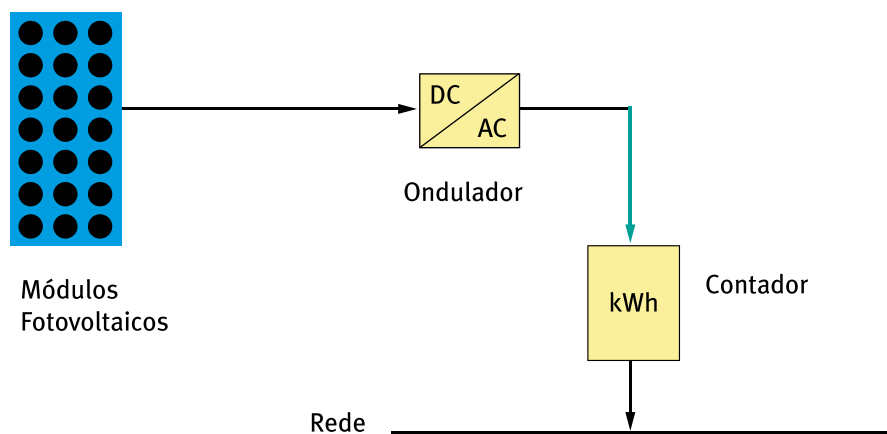 DC
AC
Ondulador
Módulos
Fotovoltaicos
kWh
Contador
Rede